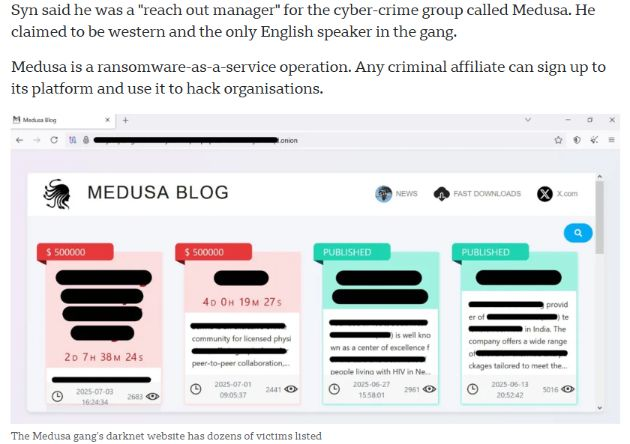 Syn said he was a "reach out manager" for the cyber-crime group called Medusa. He
claimed to be western and the only English speaker in the gang.
Medusa is a ransomware-as-a-service operation. Any criminal affiliate can sign up to
its platform and use it to hack organisations.
Medusa Blog
.onion
MEDUSA BLOG
NEWS
FAST DOWNLOADS
X.com
$ 500000
2D 7H 38M 24S
2025-07-03
16:24:34
2683
$ 500000
4D 0H 19M 27S
community for licensed physi
peer-to-peer collaboration,...
2025-07-01
09:05:37
2441
PUBLISHED
) is well kno
wn as a center of excellence f
people living with HIV in Ne...
2025-06-27
15:58:01
2961
PUBLISHED
provid
er of
) te
in India. The
company offers a wide range
of
ckages tailored to meet the...
2025-06-13
20:52:42
5016
The Medusa gang's darknet website has dozens of victims listed